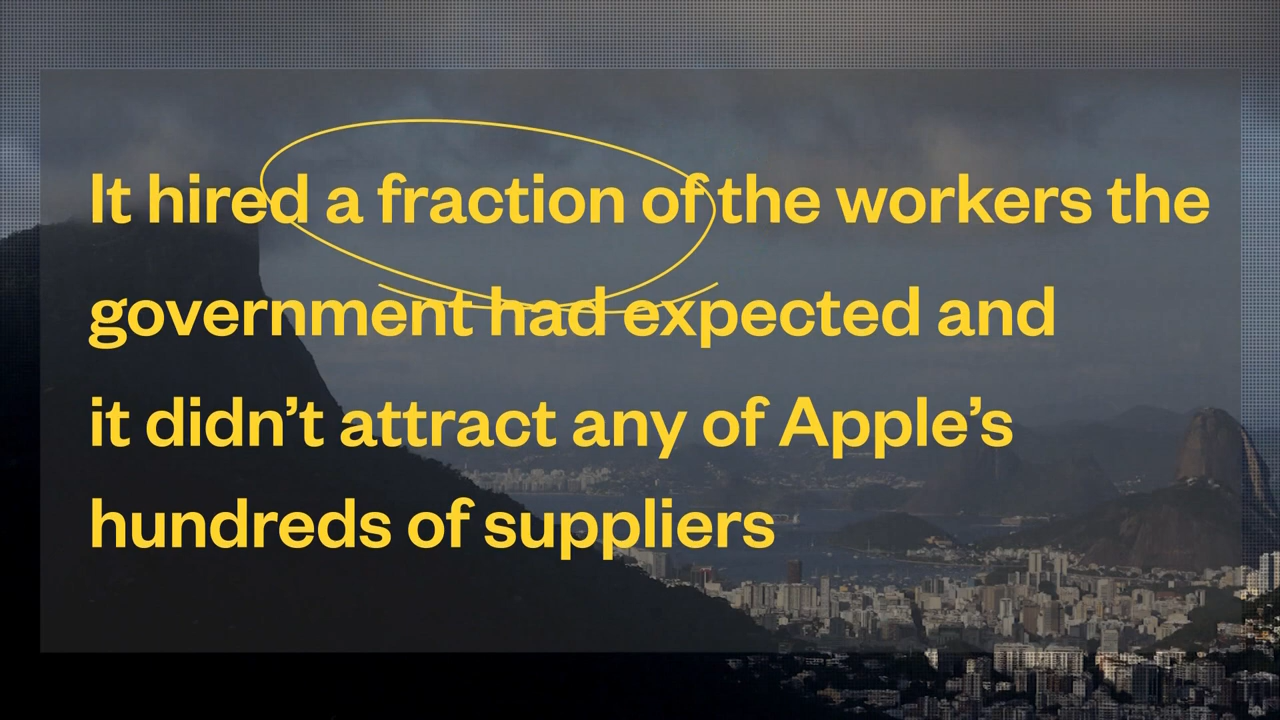 It hired a fraction of the workers the
government had expected and
it didn’t attract any of Apple’s
hundreds of suppliers